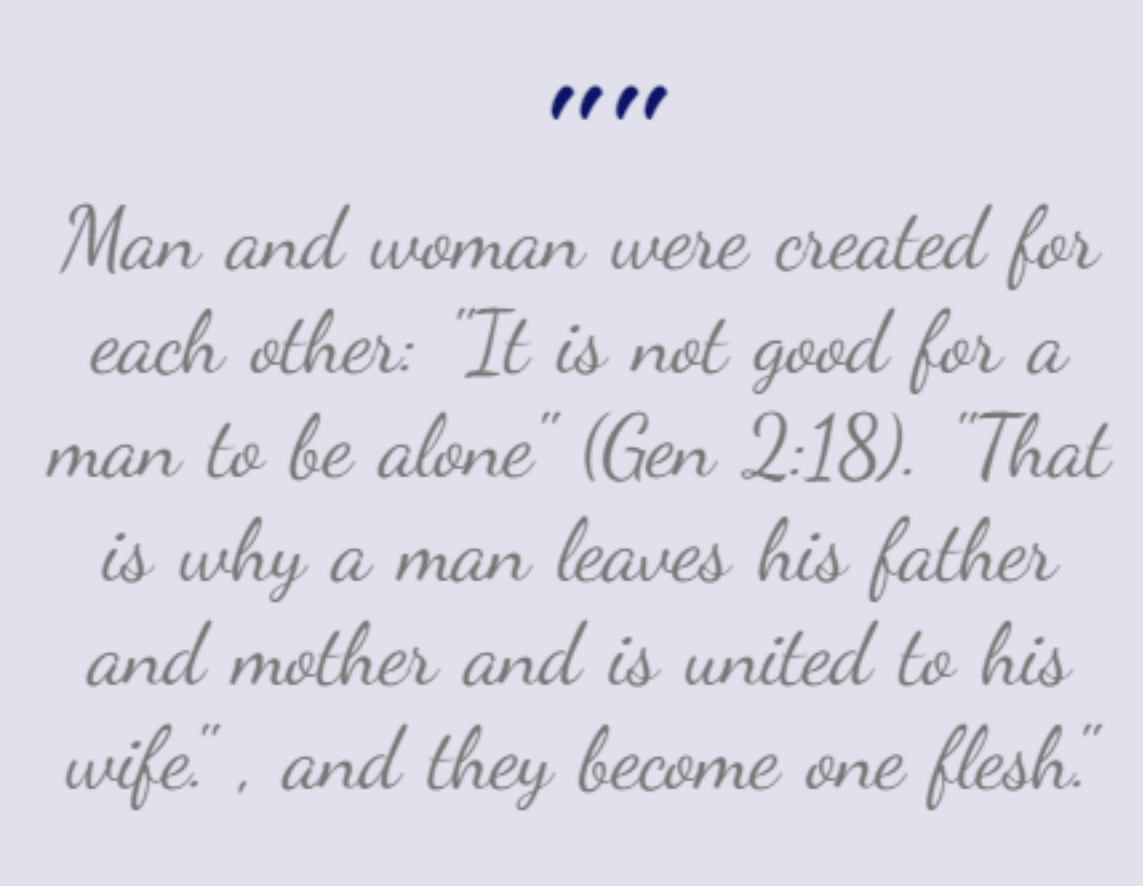 ""
Man and woman were created for
each other: "It is not good for a
man to be alone" (Gen 2:18). "That
is why a man leaves his father
and mother and is united to his
wife." , and they become one flesh."